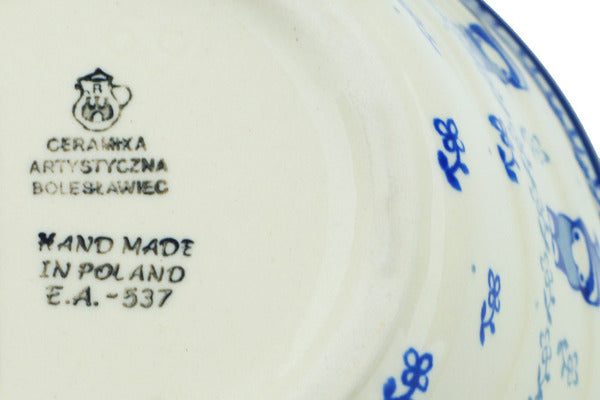 CERAMIKA
ARTYSTYCZNA
BOLESŁAWIEC
HAND MADE
IN POLAND
E.A.-537